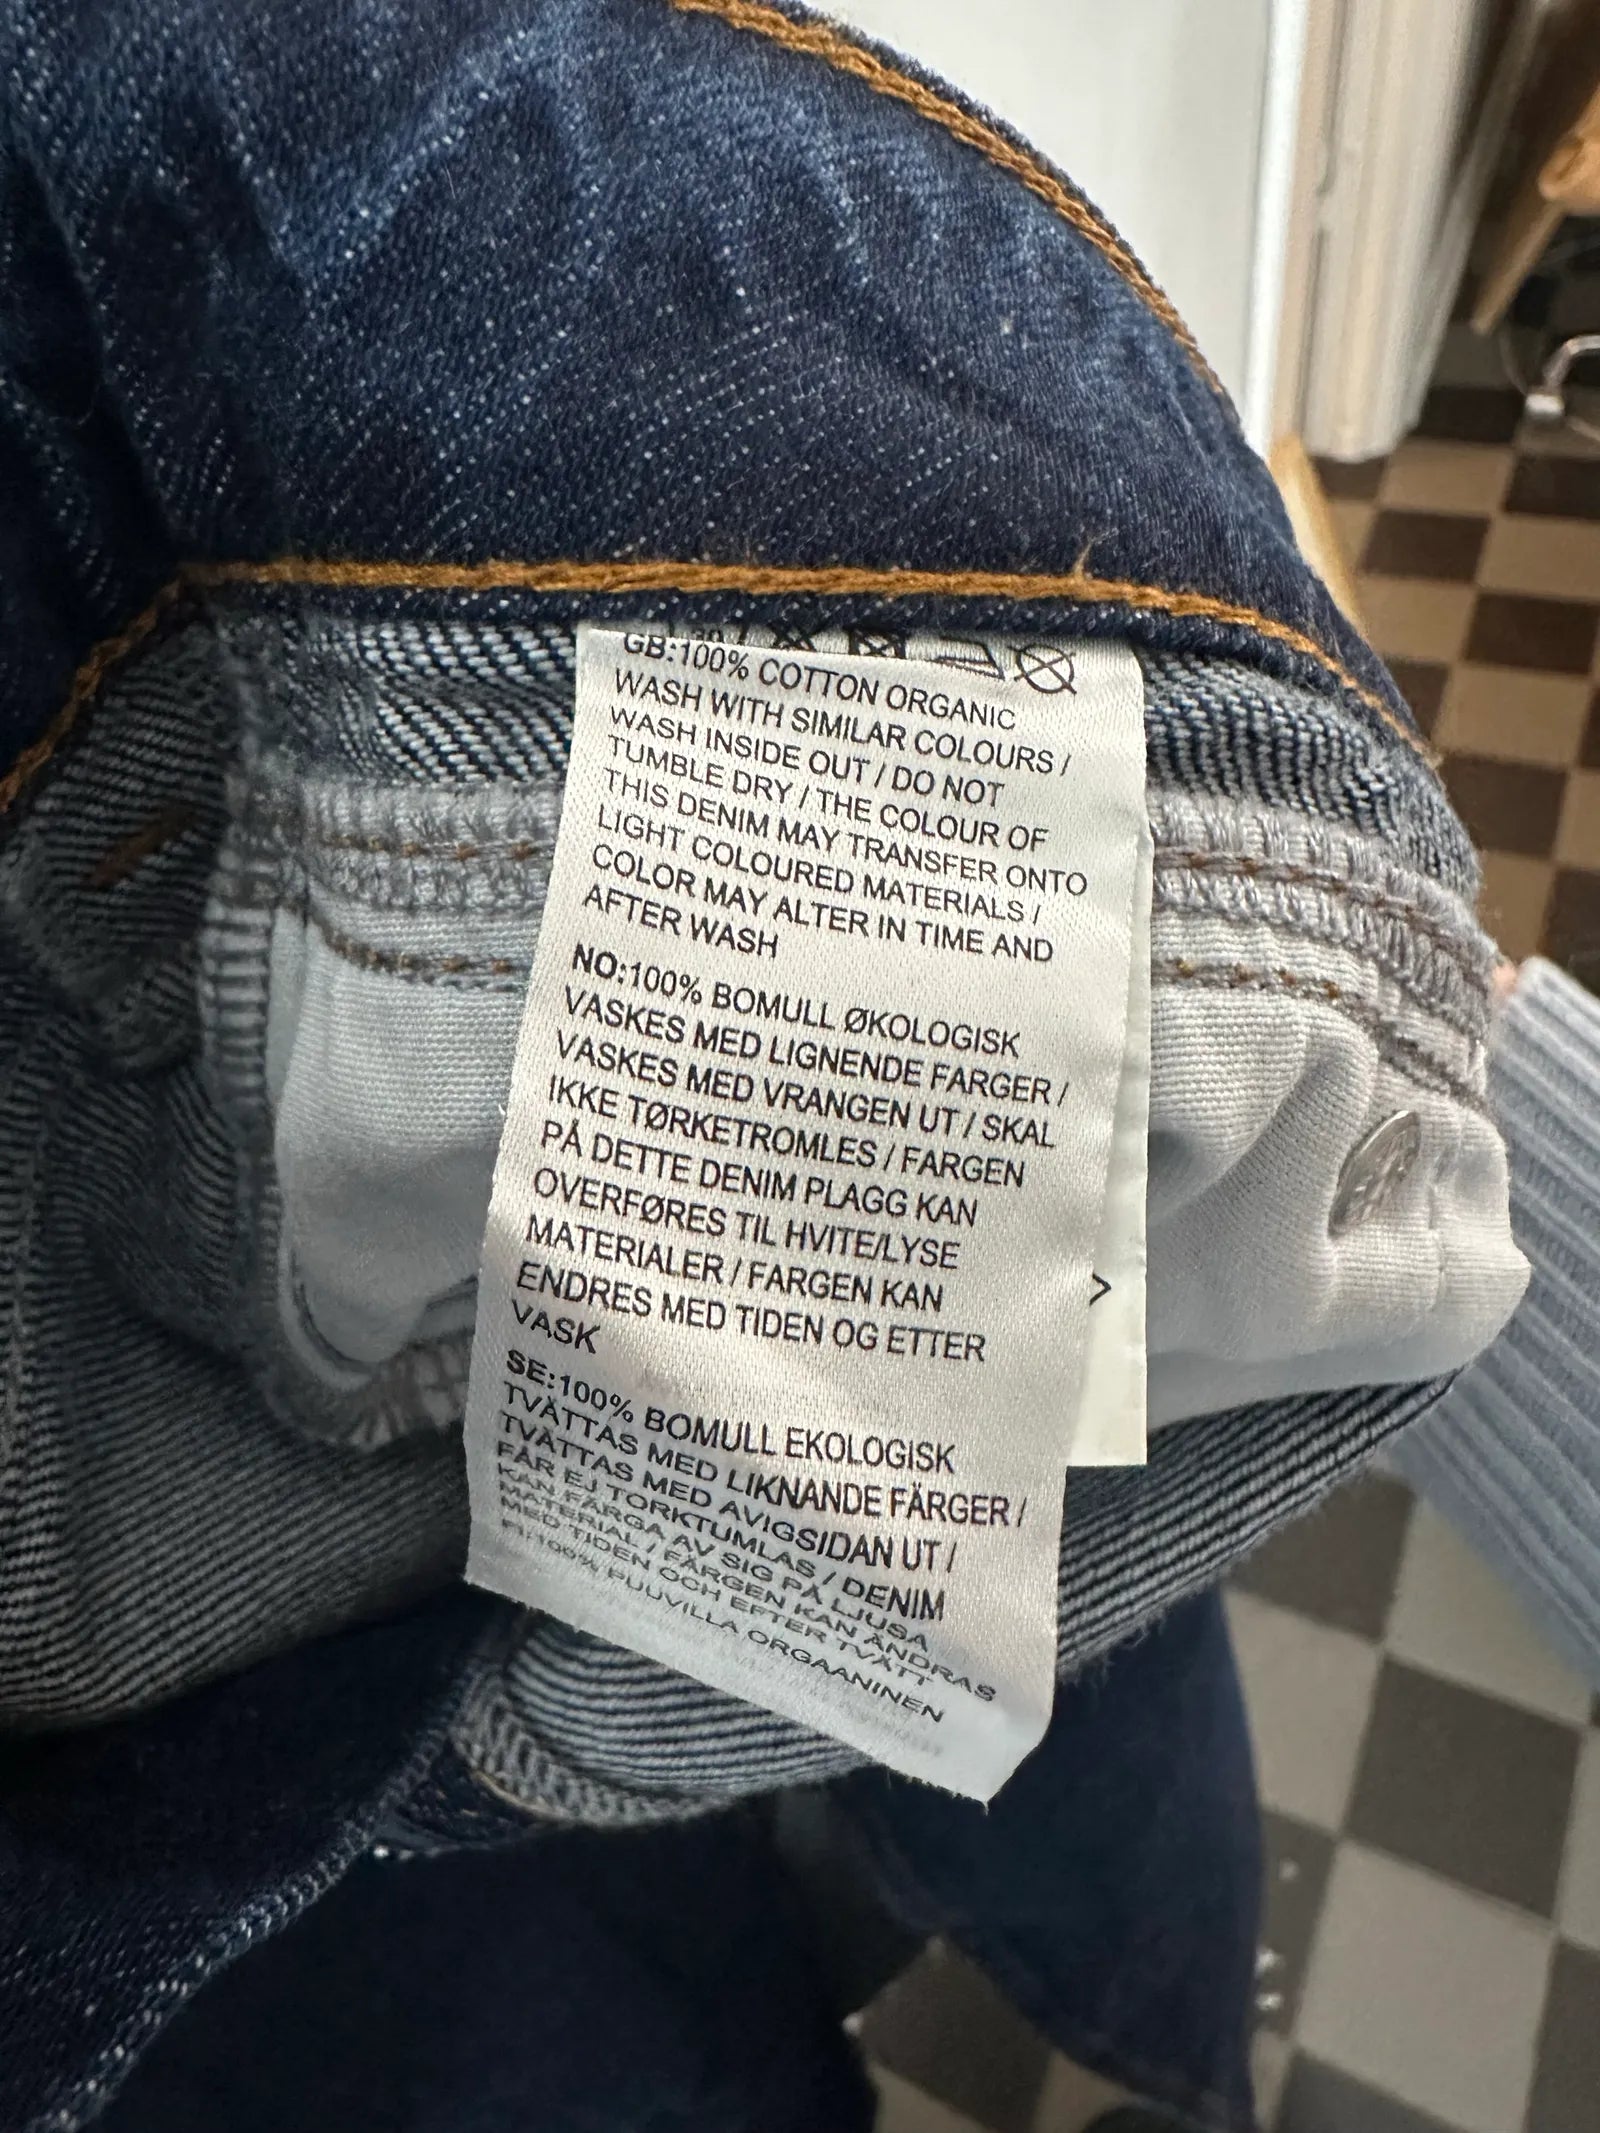 GB:100% COTTON ORGANIC
WASH WITH SIMILAR COLOURS /
WASH INSIDE OUT / DO NOT
TUMBLE DRY / THE COLOUR OF
THIS DENIM MAY TRANSFER ONTO
LIGHT COLOURED MATERIALS /
COLOR MAY ALTER IN TIME AND
AFTER WASH
NO:100% BOMULL ØKOLOGISK
VASKES MED LIGNENDE FARGER /
VASKES MED VRANGEN UT / SKAL
IKKE TØRKETROMLES / FARGEN
PÅ DETTE DENIM PLAGG KAN
OVERFØRES TIL HVITE/LYSE
MATERIALER / FARGEN KAN
ENDRES MED TIDEN OG ETTER
VASK
SE:100% BOMULL EKOLOGISK
TVÄTTAS MED LIKNANDE FÄRGER /
TVÄTTAS MED AVIGSIDAN UT /
FÅR EJ TORKTUMLAS / DENIM
KAN FÄRGA AV SIG PÅ LJUSA
MATERIAL / FÄRGEN KAN ÄNDRAS
MED TIDEN OCH EFTER TVÄTT
FI:100% PUUVILLA ORGAANINEN